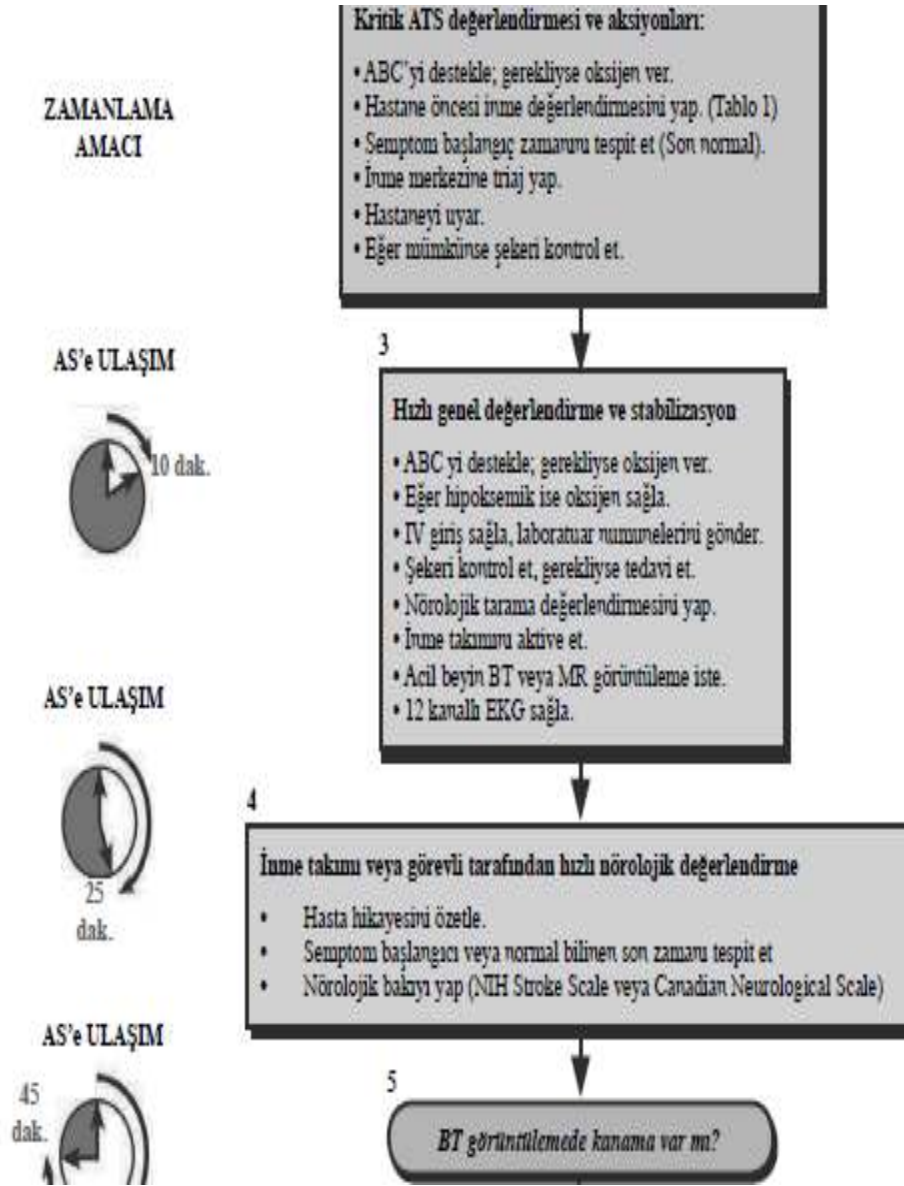 Kritik ATS değerlendirmesi ve aksiyonları:
• ABC'yi destekle; gerekliyse oksijen ver.
• Hastane öncesi inme değerlendirmesini yap. (Tablo 1)
• Semptom başlangıç zamanını tespit et (Son normal).
• İnme merkezine triaj yap.
• Hastaneyi uyar.
• Eğer mümkünse şekeri kontrol et.
ZAMANLAMA
AMACI
AS'e ULAŞIM
10 dak.
3
Hızlı genel değerlendirme ve stabilizasyon
• ABC yi destekle; gerekliyse oksijen ver.
• Eğer hipoksemik ise oksijen sağla.
• IV giriş sağla, laboratuar numunelerini gönder.
• Şekeri kontrol et, gerekliyse tedavi et.
• Nörolojik tarama değerlendirmesini yap.
• İnme takımını aktive et.
• Acil beyin BT veya MR görüntüleme iste.
• 12 kanallı EKG sağla.
AS'e ULAŞIM
25
dak.
4
İnme takımı veya görevli tarafından hızlı nörolojik değerlendirme
• Hasta hikayesini özetle.
• Semptom başlangıcı veya normal bilinen son zamanı tespit et
• Nörolojik bakıyı yap (NIH Stroke Scale veya Canadian Neurological Scale)
AS'e ULAŞIM
45
dak.
5
BT görüntülemede kanama var mı?